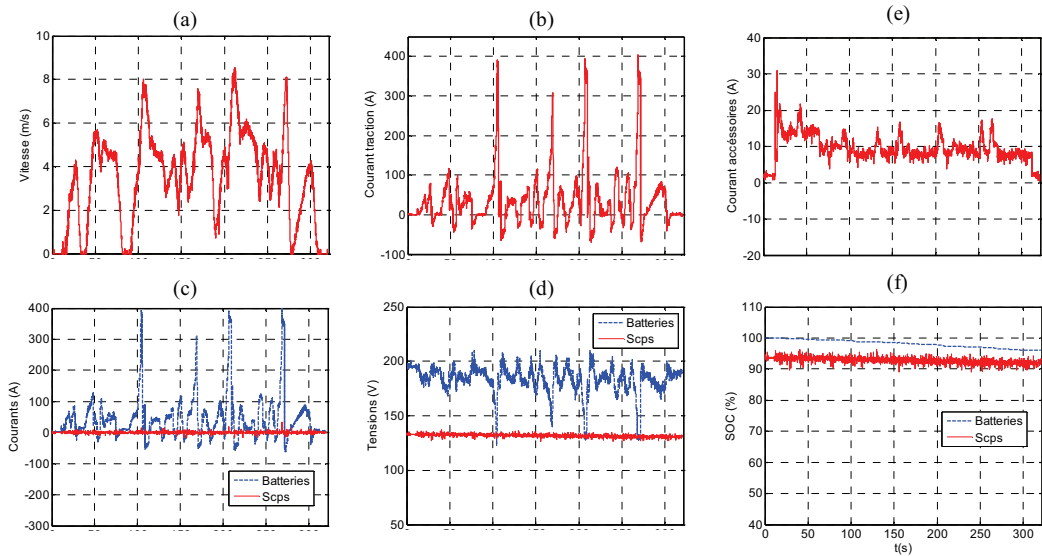 (a)
10
8
6
4
2
0
Vitesse (m/s)
(b)
400
300
200
100
0
-100
Courant traction (A)
(e)
40
30
20
10
0
-10
-20
Courant accéssoires (A)
(c)
400
300
200
100
0
-100
-200
-300
Courants (A)
Batteries
Scps
(d)
250
200
150
100
50
Tensions (V)
Batteries
Scps
(f)
110
100
90
80
70
60
50
40
SOC (%)
Batteries
Scps
0 50 100 150 200 250 300
t(s)